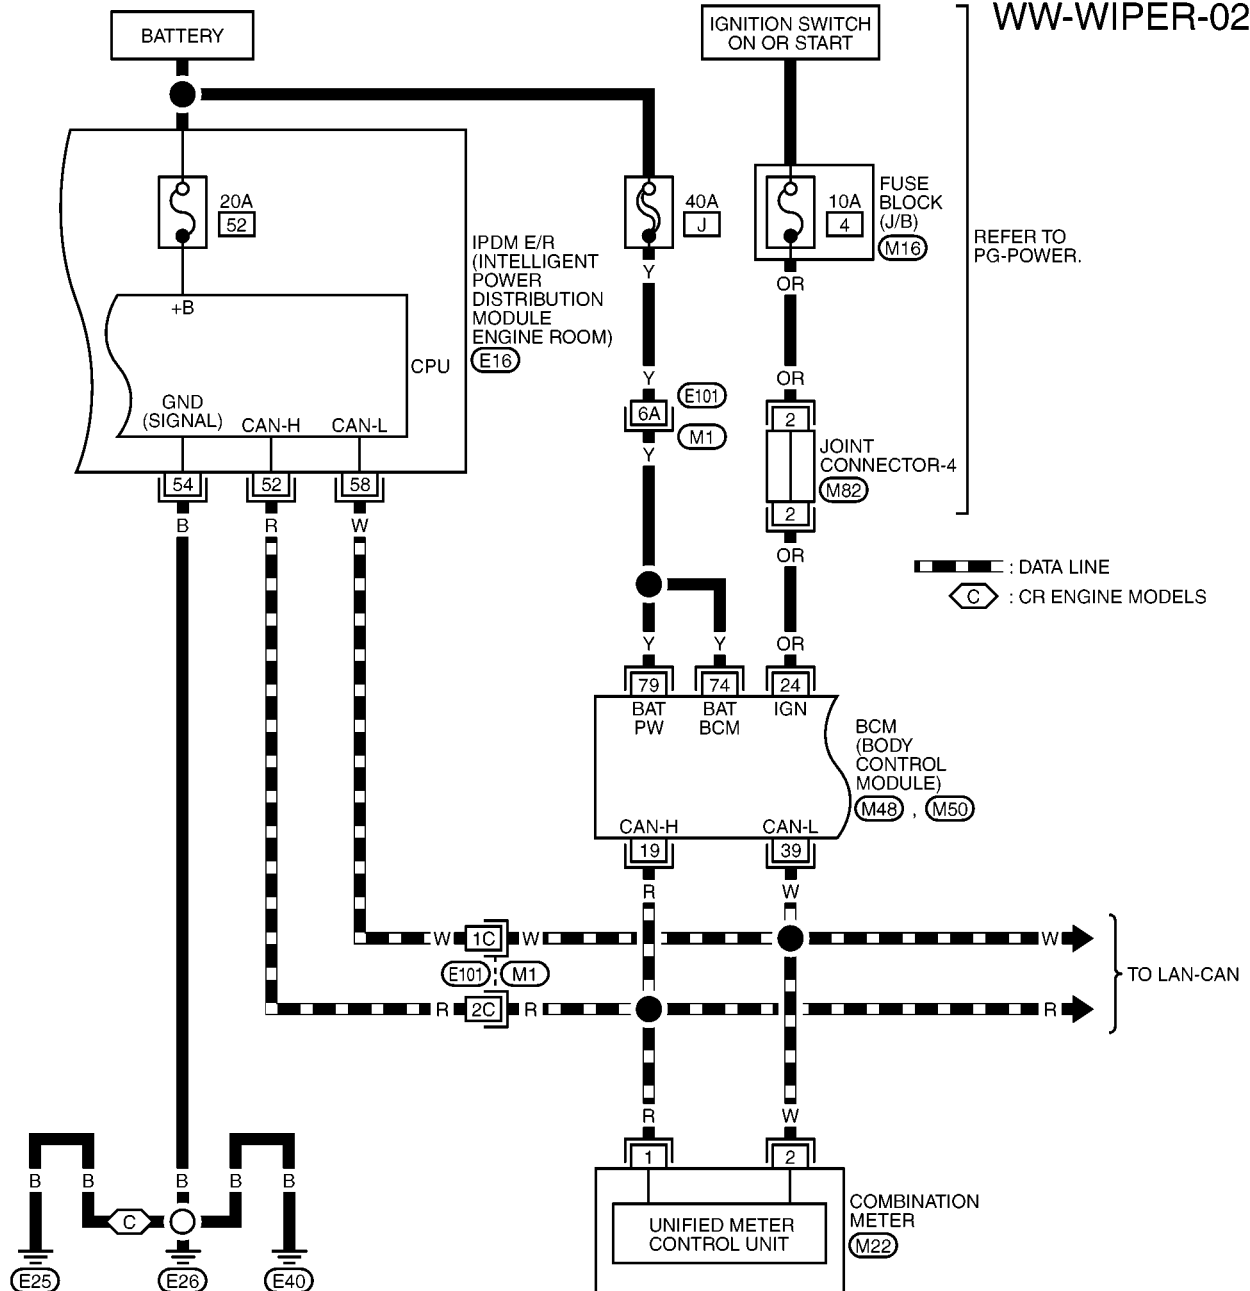 WW-WIPER-02
BATTERY
IGNITION SWITCH
ON OR START
20A
52
40A
J
10A
4
FUSE
BLOCK
(J/B)
M16
REFER TO
PG-POWER.
IPDM E/R
(INTELLIGENT
POWER
DISTRIBUTION
MODULE
ENGINE ROOM)
E16
+B
CPU
GND
(SIGNAL)
CAN-H
CAN-L
54
52
58
B
R
W
Y
Y
6A
E101
M1
Y
OR
OR
2
JOINT
CONNECTOR-4
M82
2
OR
: DATA LINE
C : CR ENGINE MODELS
Y
Y
OR
79
74
24
BAT
PW
BAT
BCM
IGN
BCM
(BODY
CONTROL
MODULE)
M48 , M50
CAN-H
CAN-L
19
39
R
W
W
1C
W
W
E101
M1
TO LAN-CAN
R
2C
R
R
R
W
1
2
UNIFIED METER
CONTROL UNIT
COMBINATION
METER
M22
B
B
B
B
B
C
E25
E26
E40